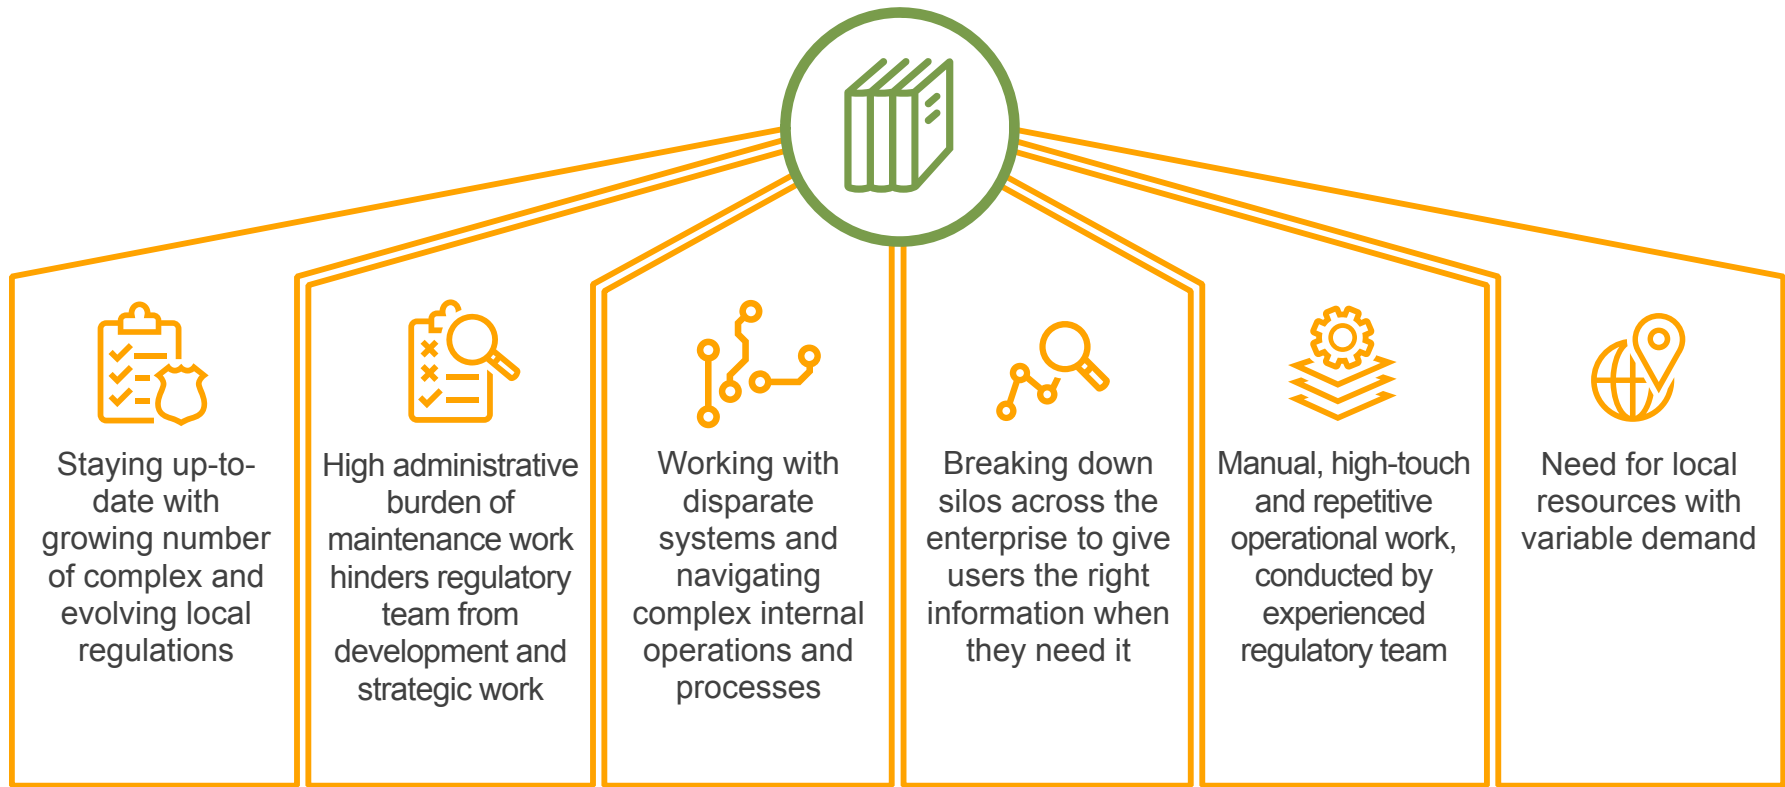 Staying up-to-
date with
growing number
of complex and
evolving local
regulations
High administrative
burden of
maintenance work
hinders regulatory
team from
development and
strategic work
Working with
disparate
systems and
navigating
complex internal
operations and
processes
Breaking down
silos across the
enterprise to give
users the right
information when
they need it
Manual, high-touch
and repetitive
operational work,
conducted by
experienced
regulatory team
Need for local
resources with
variable demand